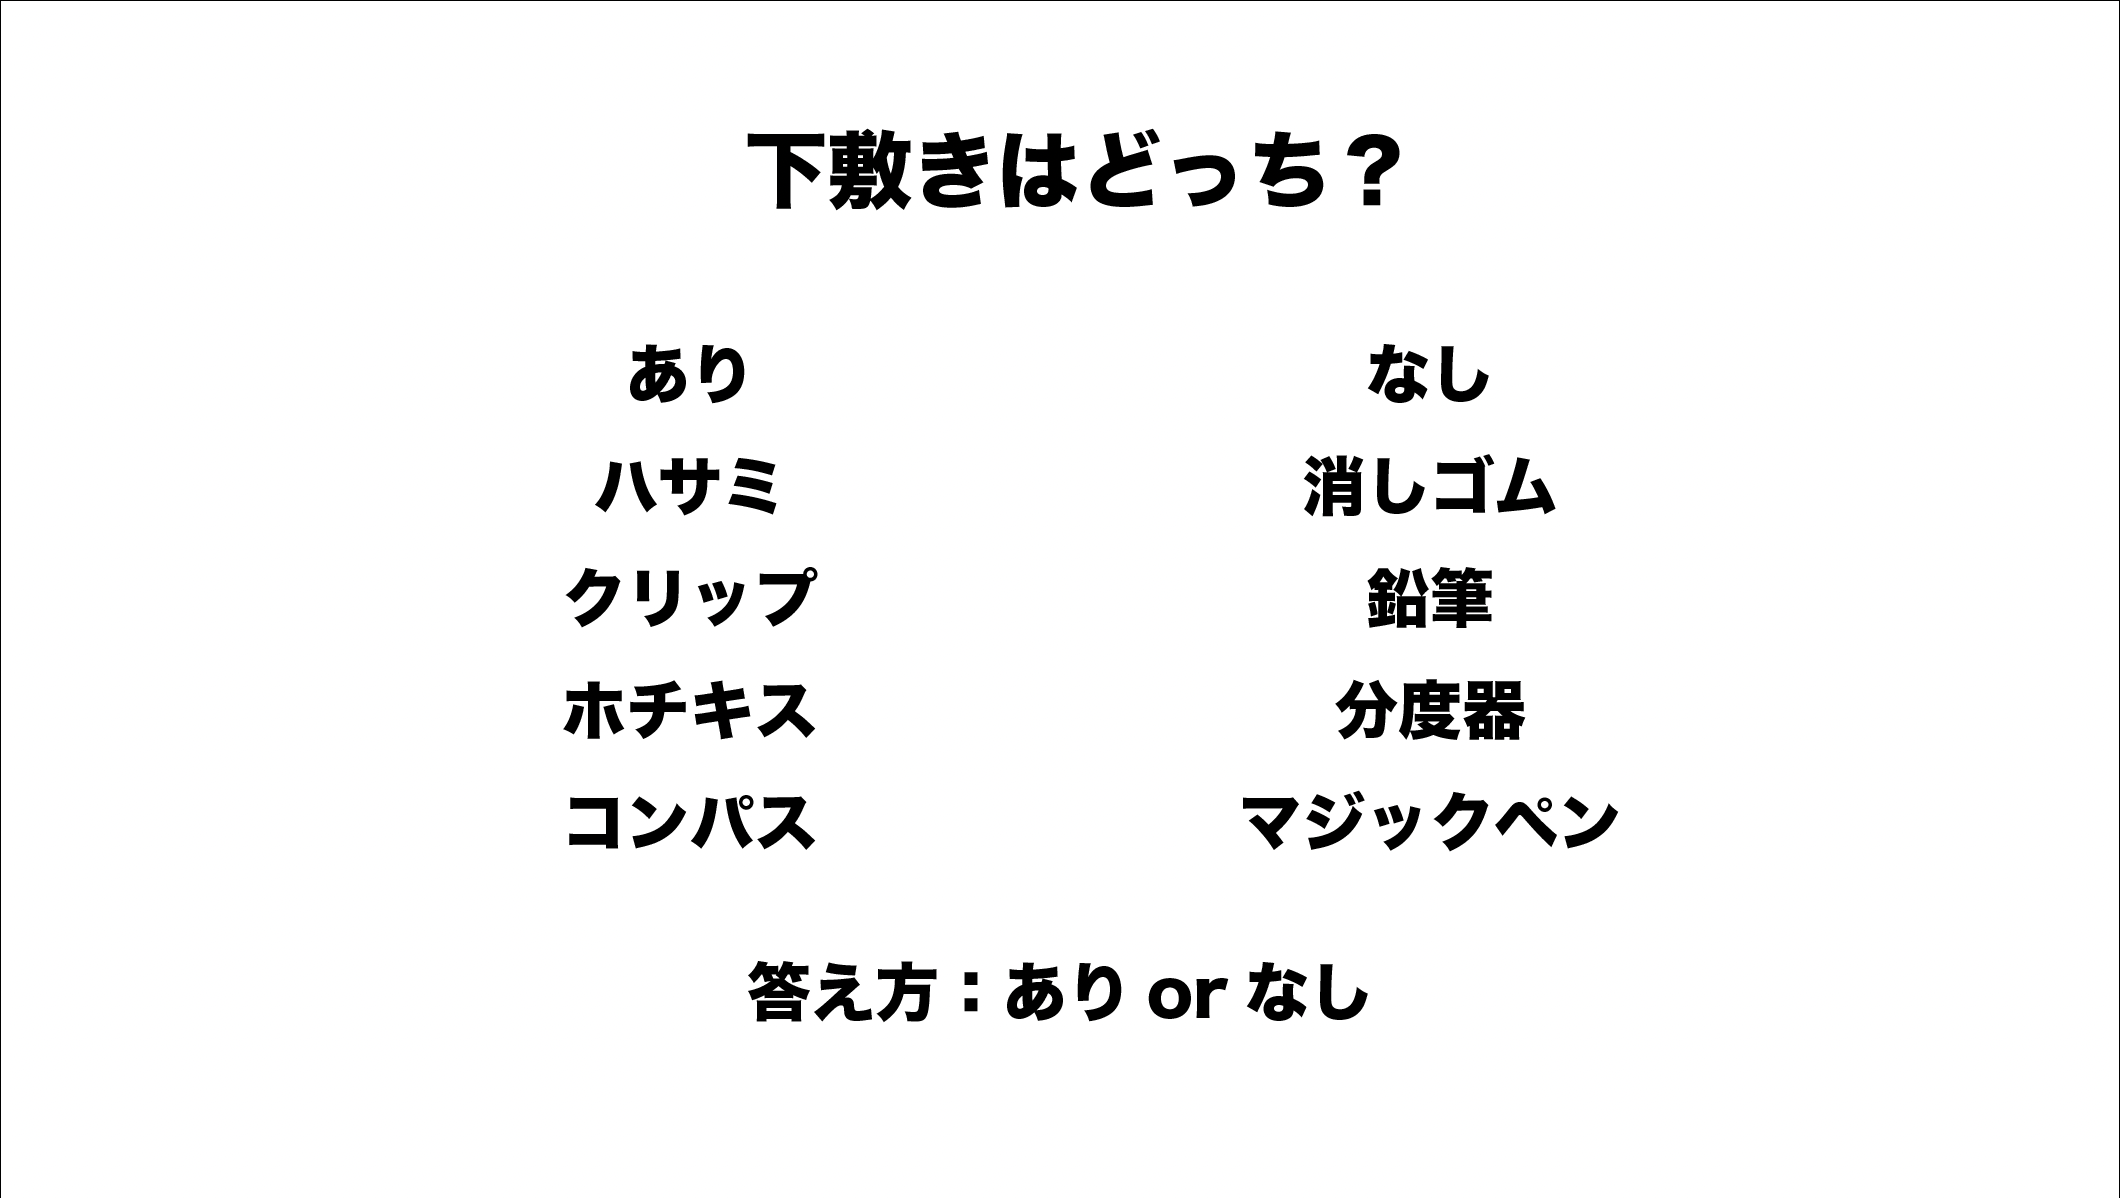 下敷きはどっち？
あり なし
ハサミ 消しゴム
クリップ 鉛筆
ホチキス 分度器
コンパス マジックペン
答え方：あり or なし